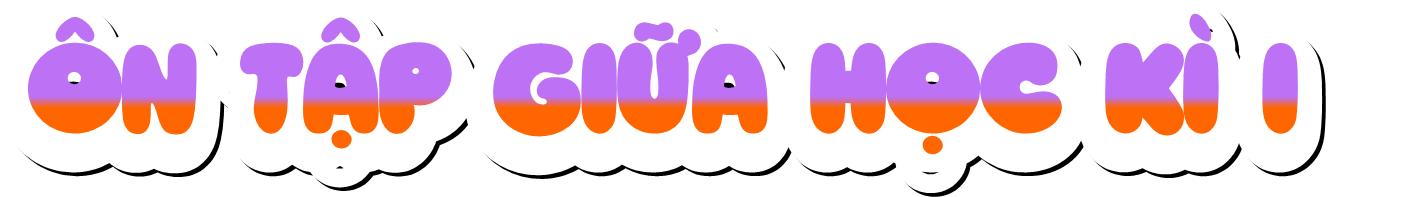 ÔN TẬP GIỮA HỌC KÌ I